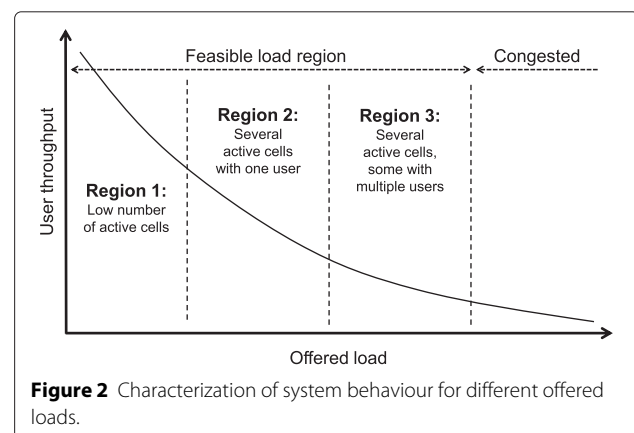 Feasible load region
Congested
User throughput
Region 1:
Low number
of active cells
Region 2:
Several
active cells
with one user
Region 3:
Several
active cells,
some with
multiple users
Offered load
Figure 2 Characterization of system behaviour for different offered
loads.